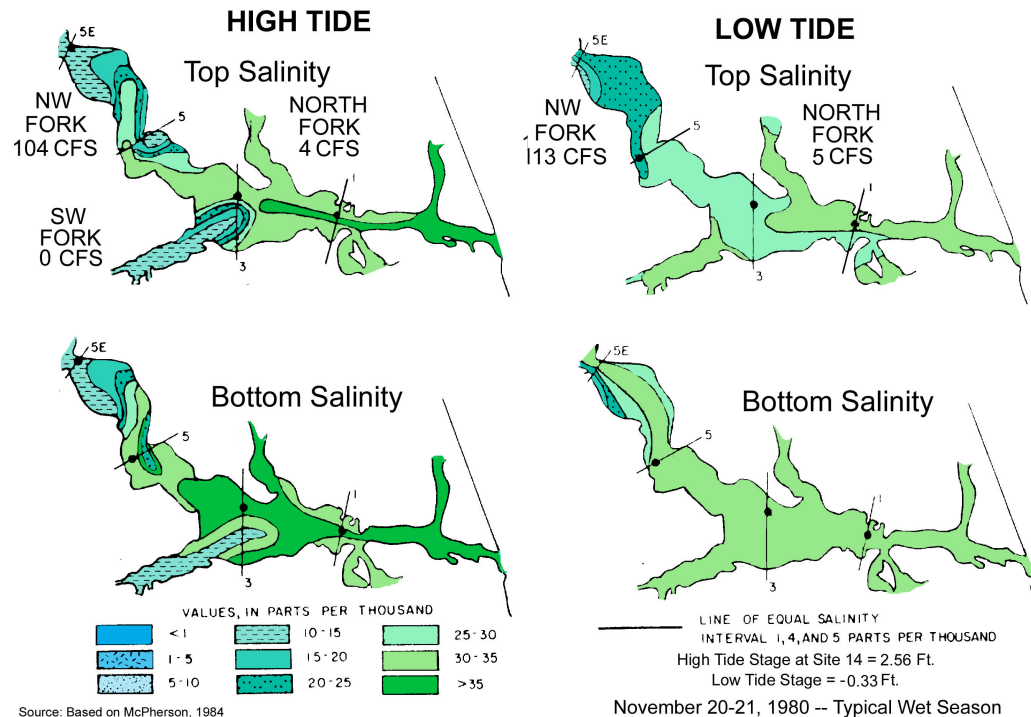 HIGH TIDE
LOW TIDE
5E
Top Salinity
NW
FORK
104 CFS
NORTH
FORK
4 CFS
5
SW
FORK
0 CFS
1
3
5E
Top Salinity
NW
FORK
113 CFS
NORTH
FORK
5 CFS
5
1
3
5E
Bottom Salinity
5
1
3
5E
Bottom Salinity
5
1
3
VALUES, IN PARTS PER THOUSAND
<1
10-15
25-30
1-5
15-20
30-35
5-10
20-25
>35
LINE OF EQUAL SALINITY
INTERVAL 1, 4, AND 5 PARTS PER THOUSAND
High Tide Stage at Site 14 = 2.56 Ft.
Low Tide Stage = -0.33 Ft.
Source: Based on McPherson, 1984
November 20-21, 1980 -- Typical Wet Season